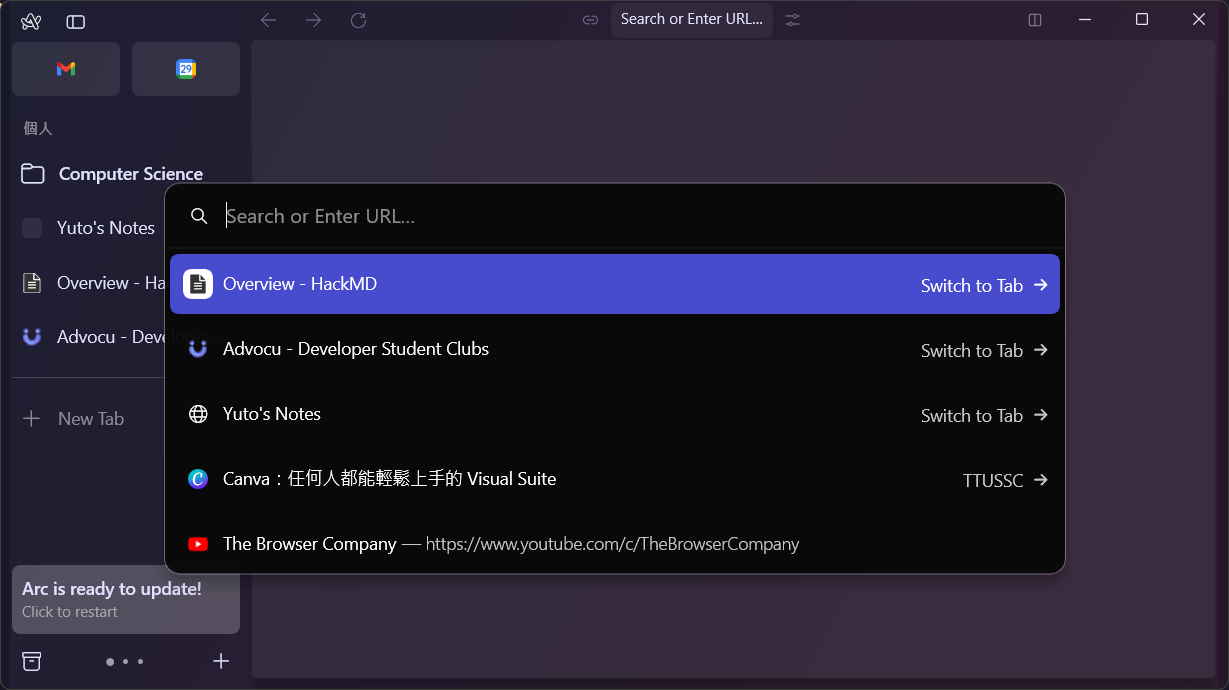 Search or Enter URL...
29
個人
Computer Science
Yuto's Notes
Overview - Ha
Advocu - Deve
New Tab
Search or Enter URL...
Overview - HackMD
Switch to Tab
Advocu - Developer Student Clubs
Switch to Tab
Yuto's Notes
Switch to Tab
Canva：任何人都能輕鬆上手的 Visual Suite
TTUSSC
The Browser Company — https://www.youtube.com/c/TheBrowserCompany
Arc is ready to update!
Click to restart